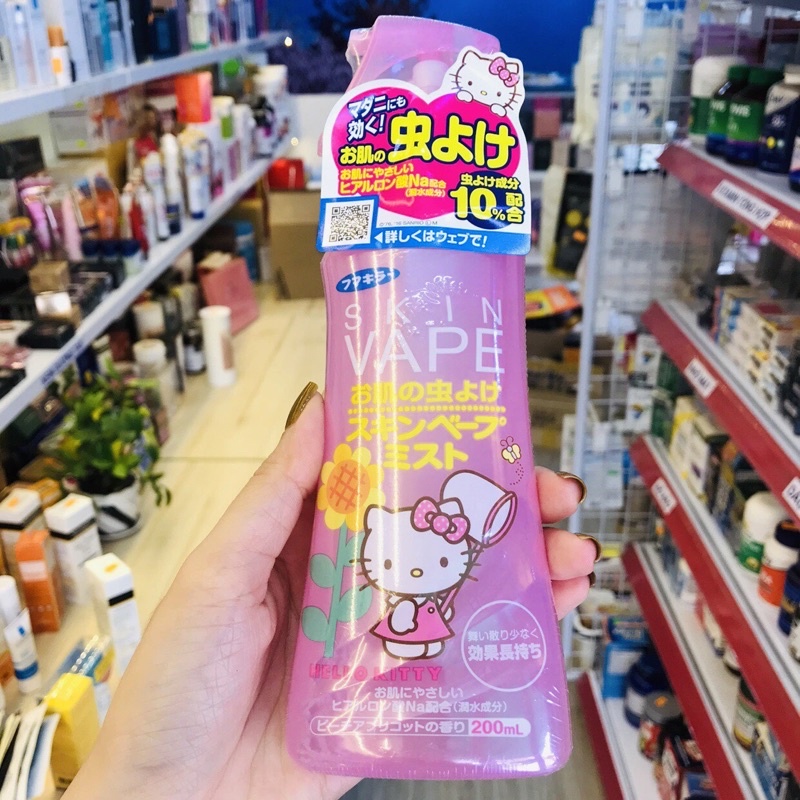 マダニにも
効く!
お肌の虫よけ
お肌にやさしい
ヒアルロン酸Na配合
(潤水成分)
虫よけ成分
10%配合
◀詳しくはウェブで!
フマキラー
SKIN
VAPE
お肌の虫よけ
スキンベープ
ミスト
舞い散り少なく
効果長持ち
HELLO KITTY
お肌にやさしい
ヒアルロン酸Na配合(潤水成分)
ピーチアプリコットの香り 200mL